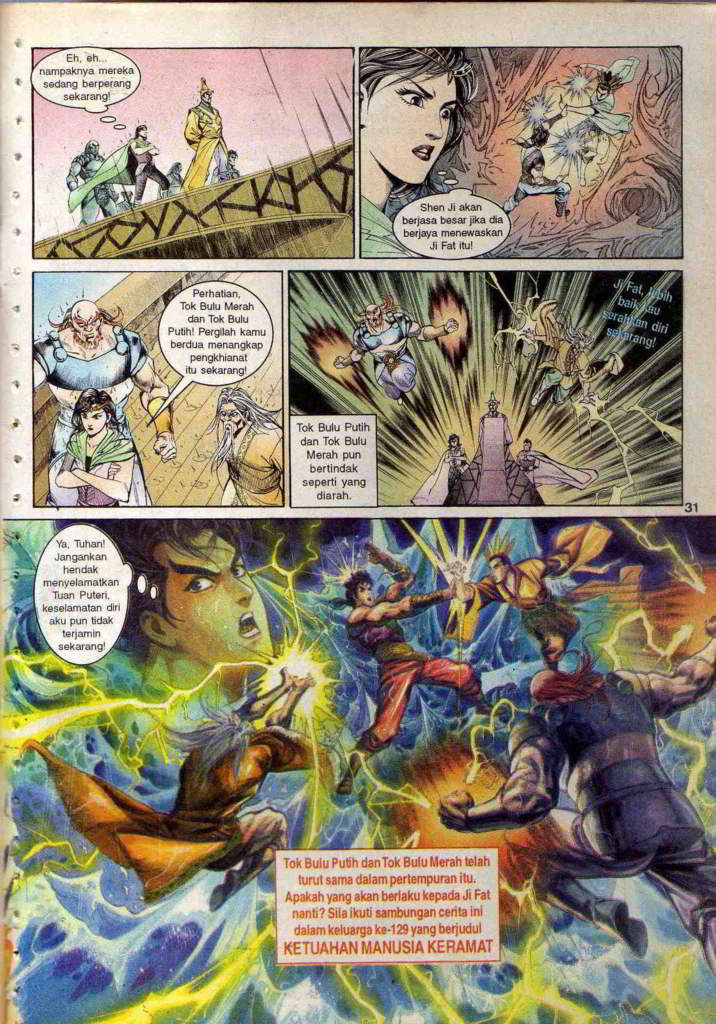 Eh, eh...
nampaknya mereka
sedang berperang
sekarang!
Shen Ji akan
berjasa besar jika dia
berjaya menewaskan
Ji Fat itu!
Perhatian,
Tok Bulu Merah
dan Tok Bulu
Putih! Pergilah kamu
berdua menangkap
pengkhianat
itu sekarang!
Ji Fat, lebih
baik kau
serahkan diri
sekarang!
Tok Bulu Putih
dan Tok Bulu
Merah pun
bertindak
seperti yang
diarah.
31
Ya, Tuhan!
Jangankan
hendak
menyelamatkan
Tuan Puteri,
keselamatan diri
aku pun tidak
terjamin
sekarang!
Tok Bulu Putih dan Tok Bulu Merah telah
turut sama dalam pertempuran itu.
Apakah yang akan berlaku kepada Ji Fat
nanti? Sila ikuti sambungan cerita ini
dalam keluarga ke-129 yang berjudul
KETUAHAN MANUSIA KERAMAT